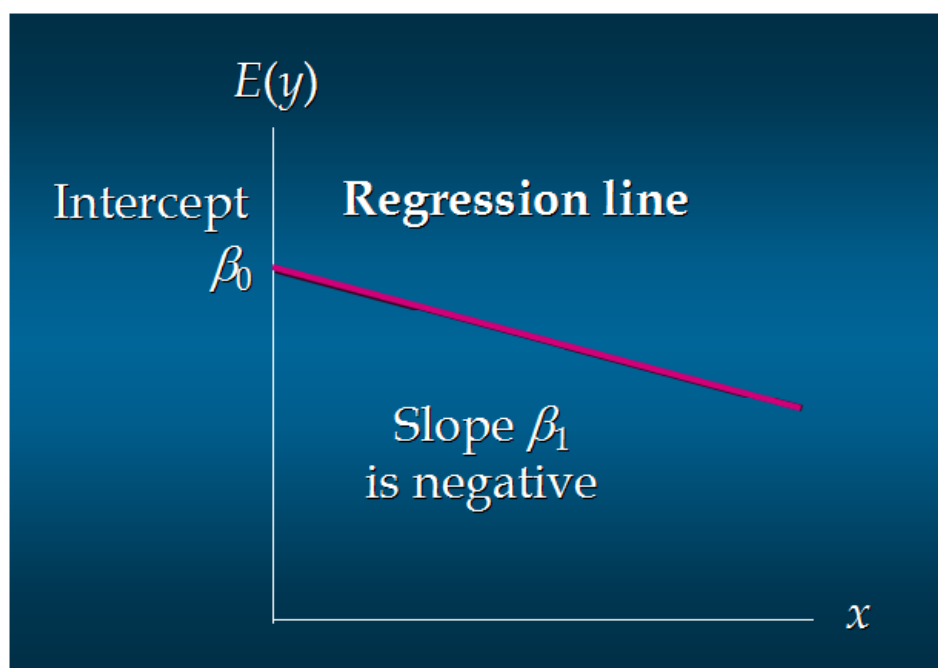 E(y)
Intercept
β0
Regression line
Slope β1
is negative
x